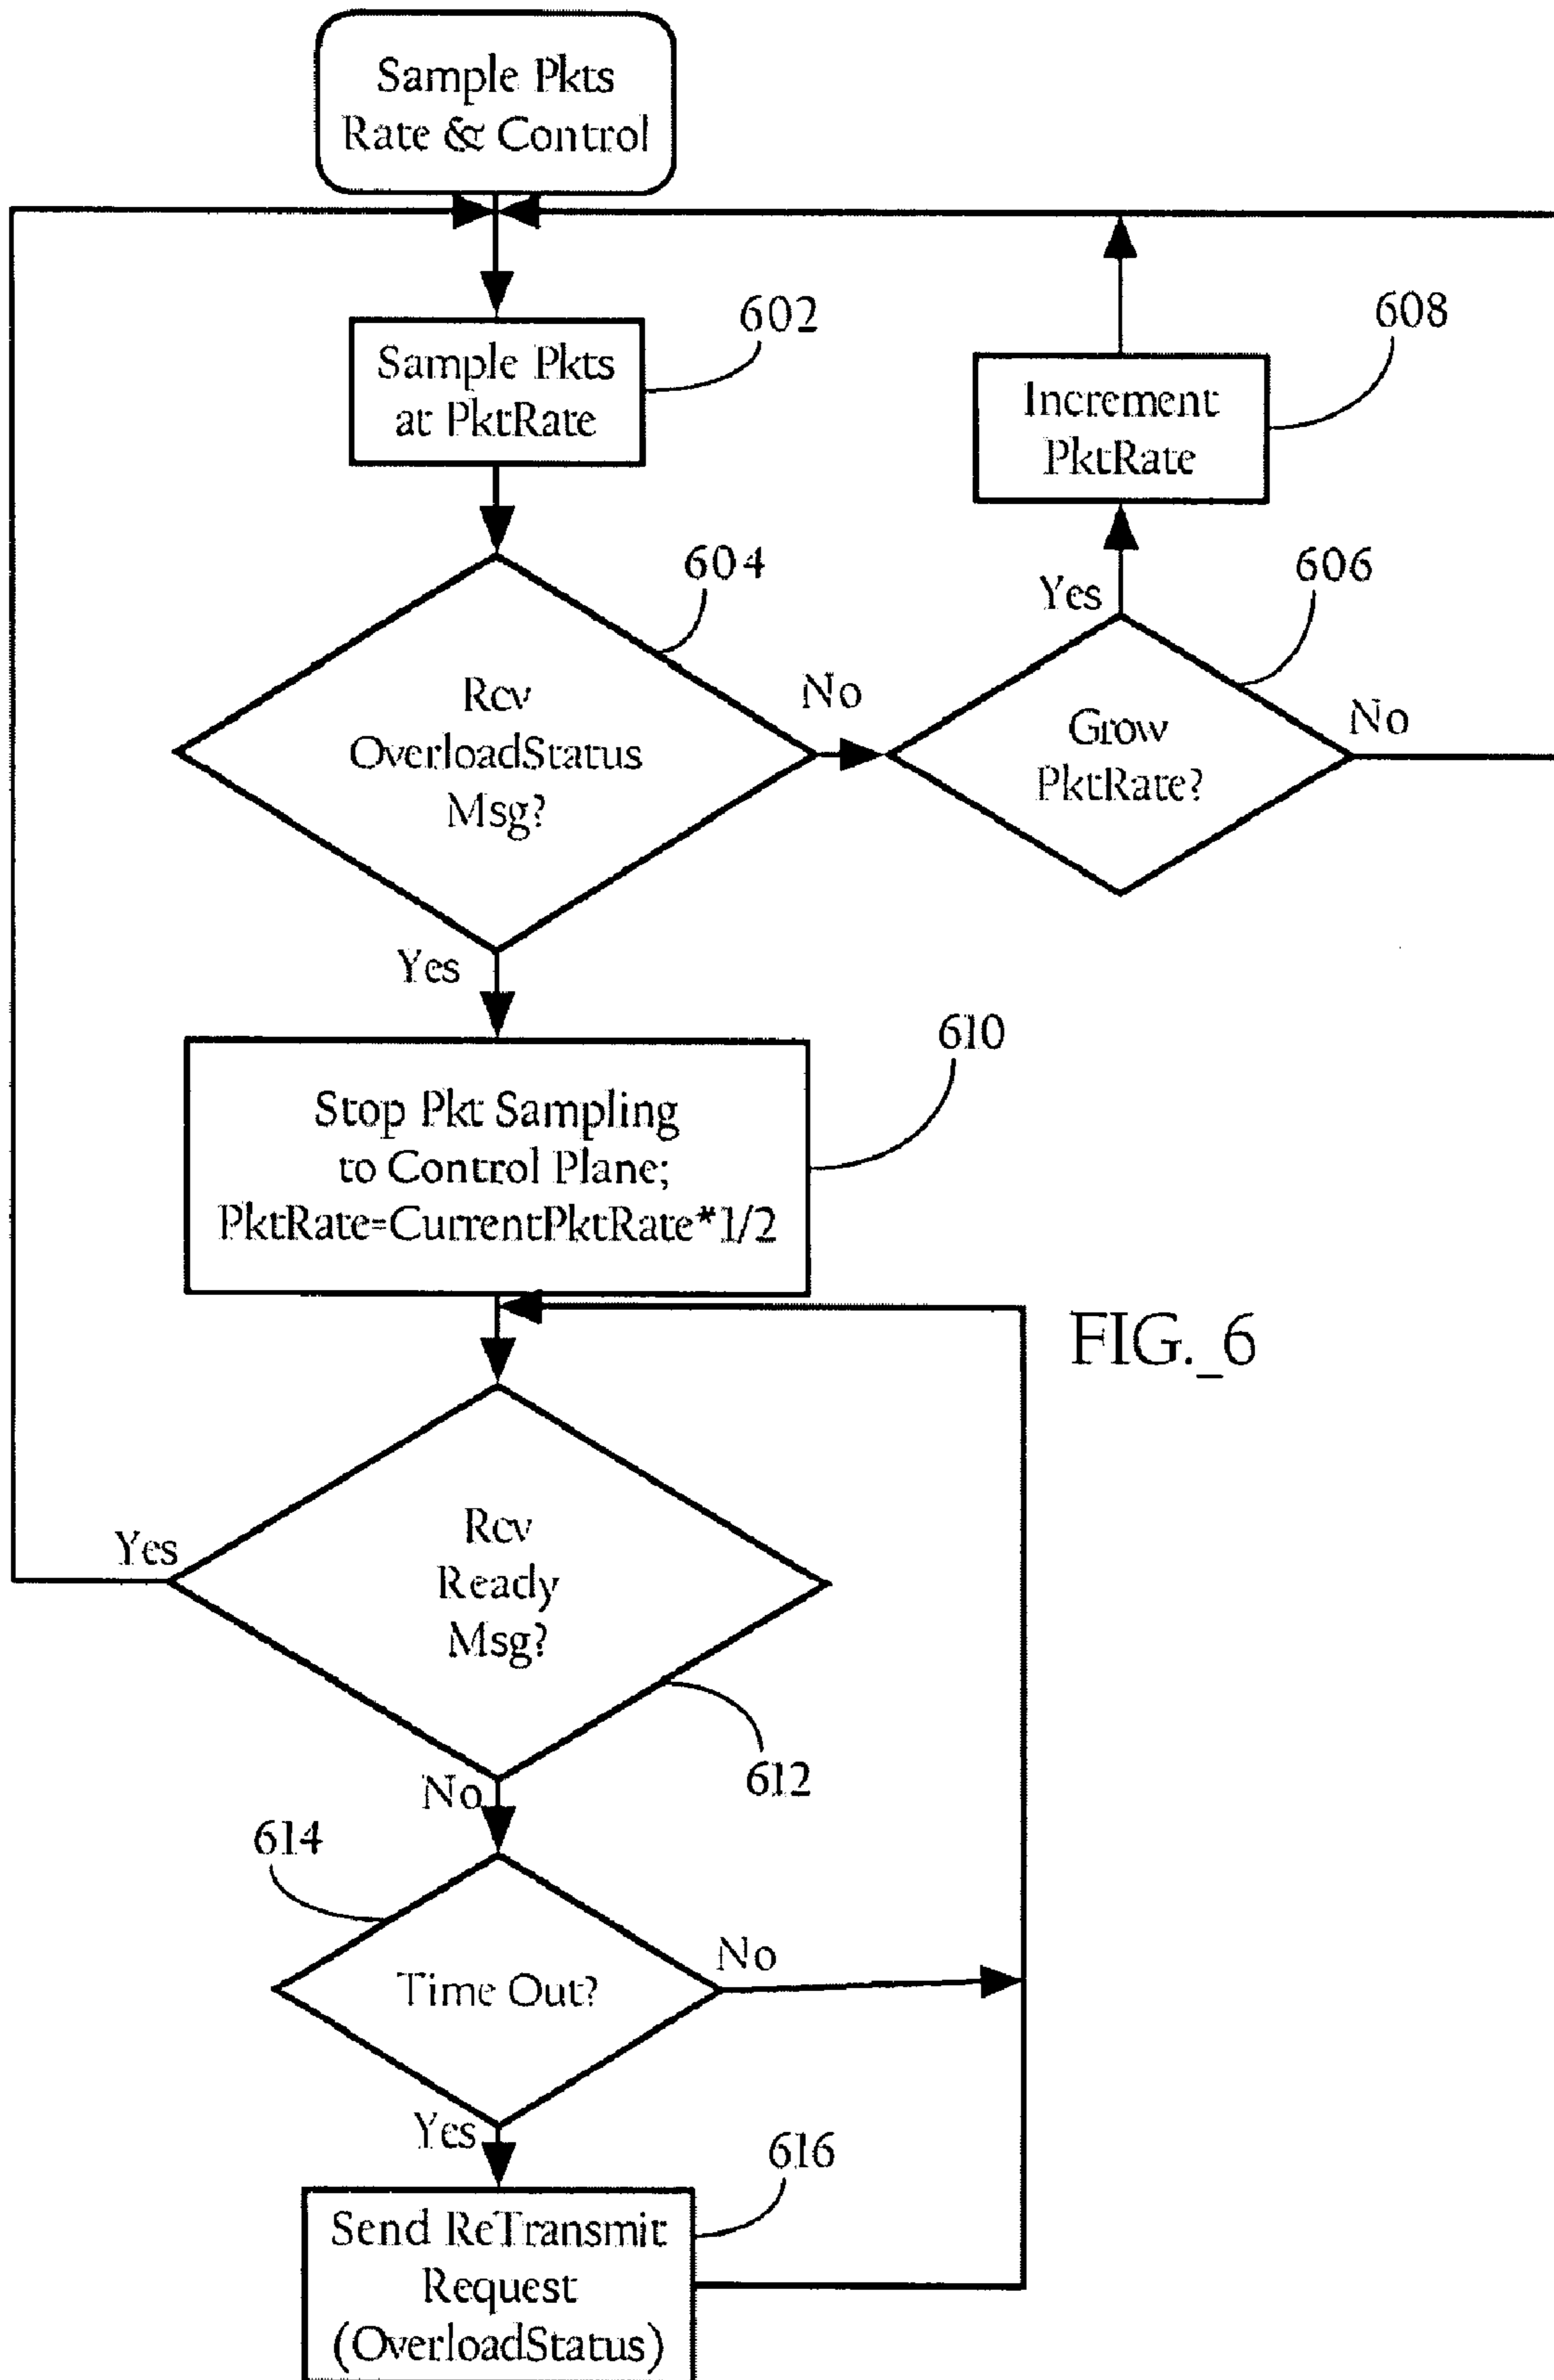 Sample Pkts
Rate & Control
602
608
Sample Pkts
at PktRate
Increment
PktRate
604
606
Yes
Rcv
OverloadStatus
Msg?
No
Grow
PktRate?
No
Yes
610
Stop Pkt Sampling
to Control Plane;
PktRate=CurrentPktRate*1/2
FIG._6
Rcv
Ready
Msg?
Yes
612
No
614
Time Out?
No
Yes
616
Send ReTransmit
Request
(OverloadStatus)